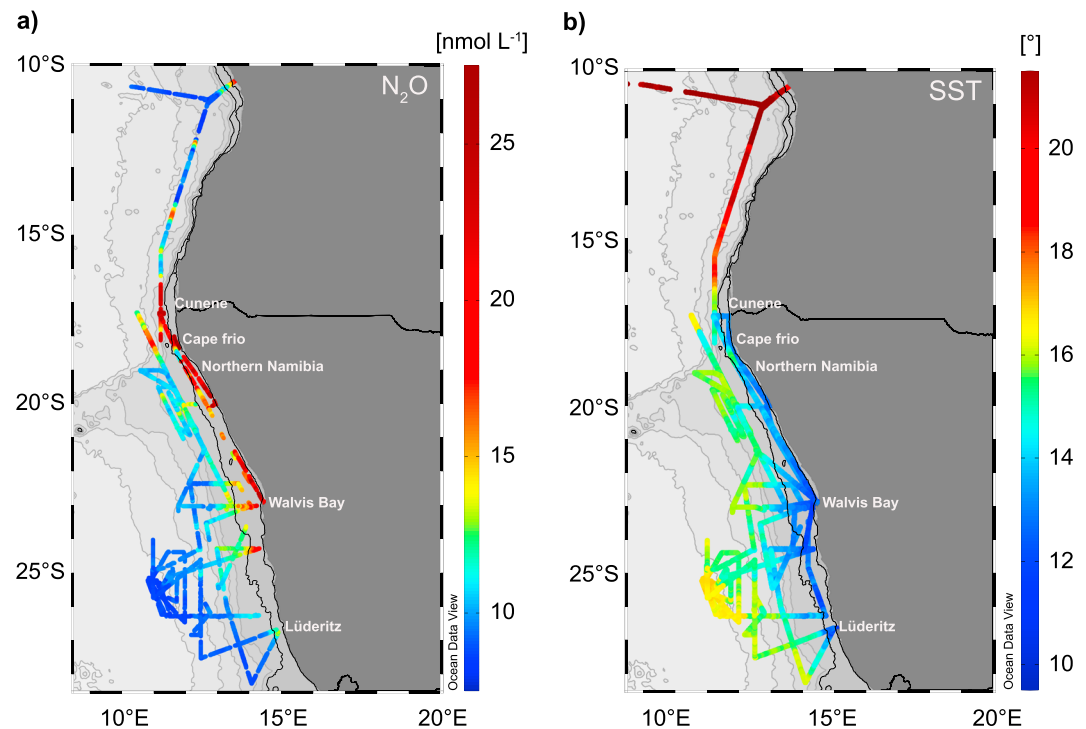 a)
[nmol L⁻¹]
10°S
15°S
20°S
25°S
10°E
15°E
20°E
N₂O
Cunene
Cape frio
Northern Namibia
Walvis Bay
Lüderitz
Ocean Data View
25
20
15
10
b)
[°]
10°S
15°S
20°S
25°S
10°E
15°E
20°E
SST
Cunene
Cape frio
Northern Namibia
Walvis Bay
Lüderitz
Ocean Data View
20
18
16
14
12
10